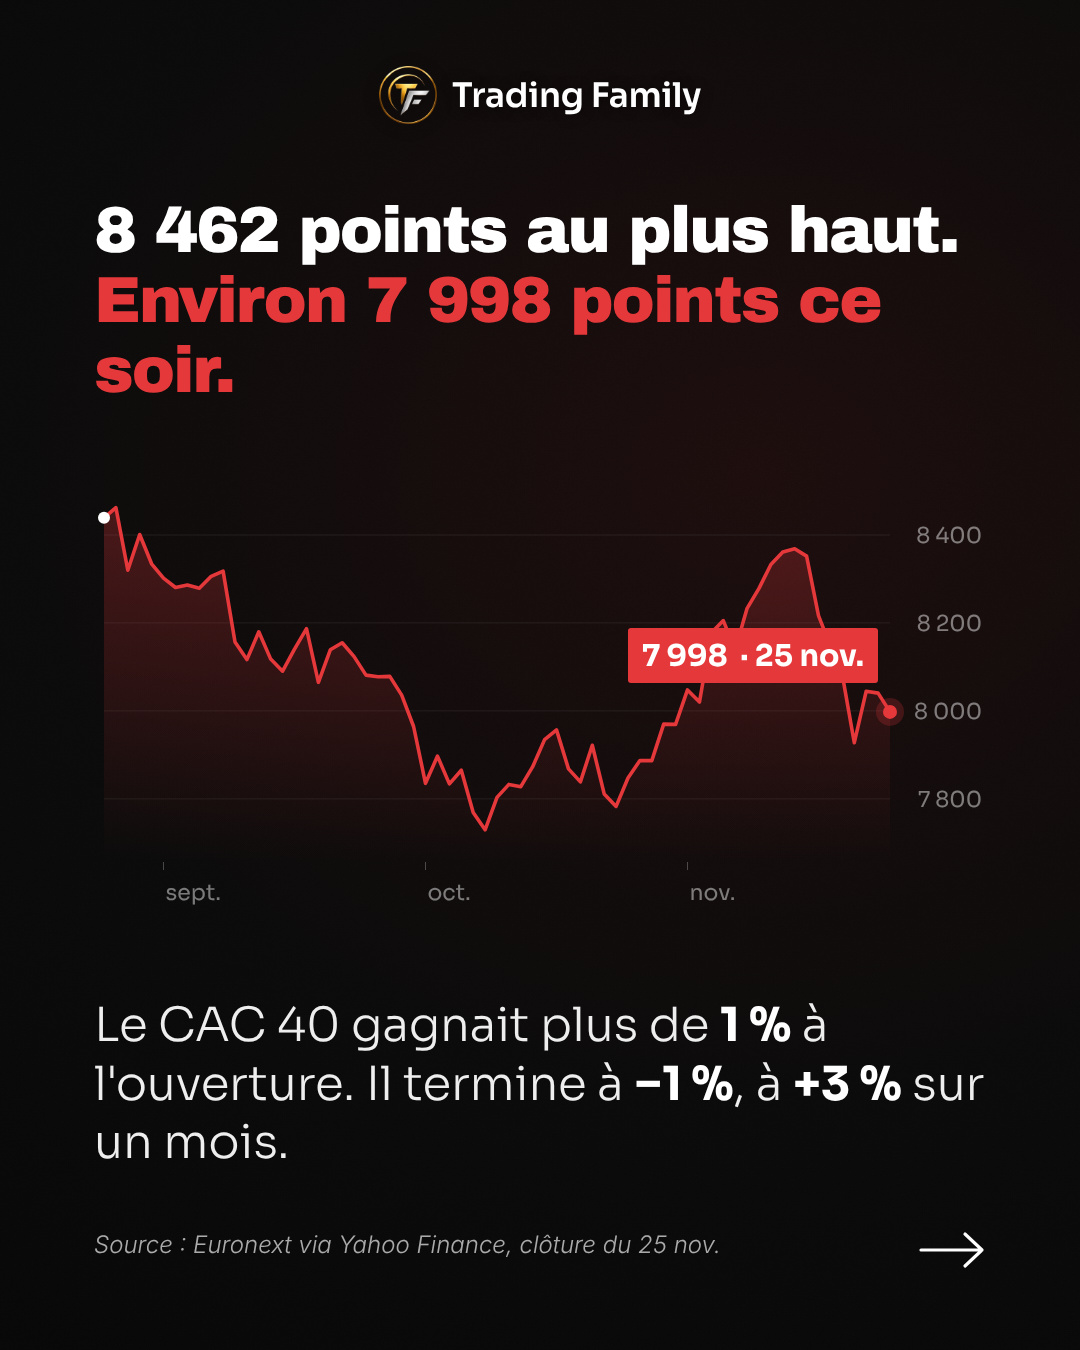 TF Trading Family
8 462 points au plus haut.
Environ 7 998 points ce
soir.
8 400
8 200
7 998 · 25 nov.
8 000
7 800
sept. oct. nov.
Le CAC 40 gagnait plus de 1 % à
l'ouverture. Il termine à −1 %, à +3 % sur
un mois.
Source : Euronext via Yahoo Finance, clôture du 25 nov.